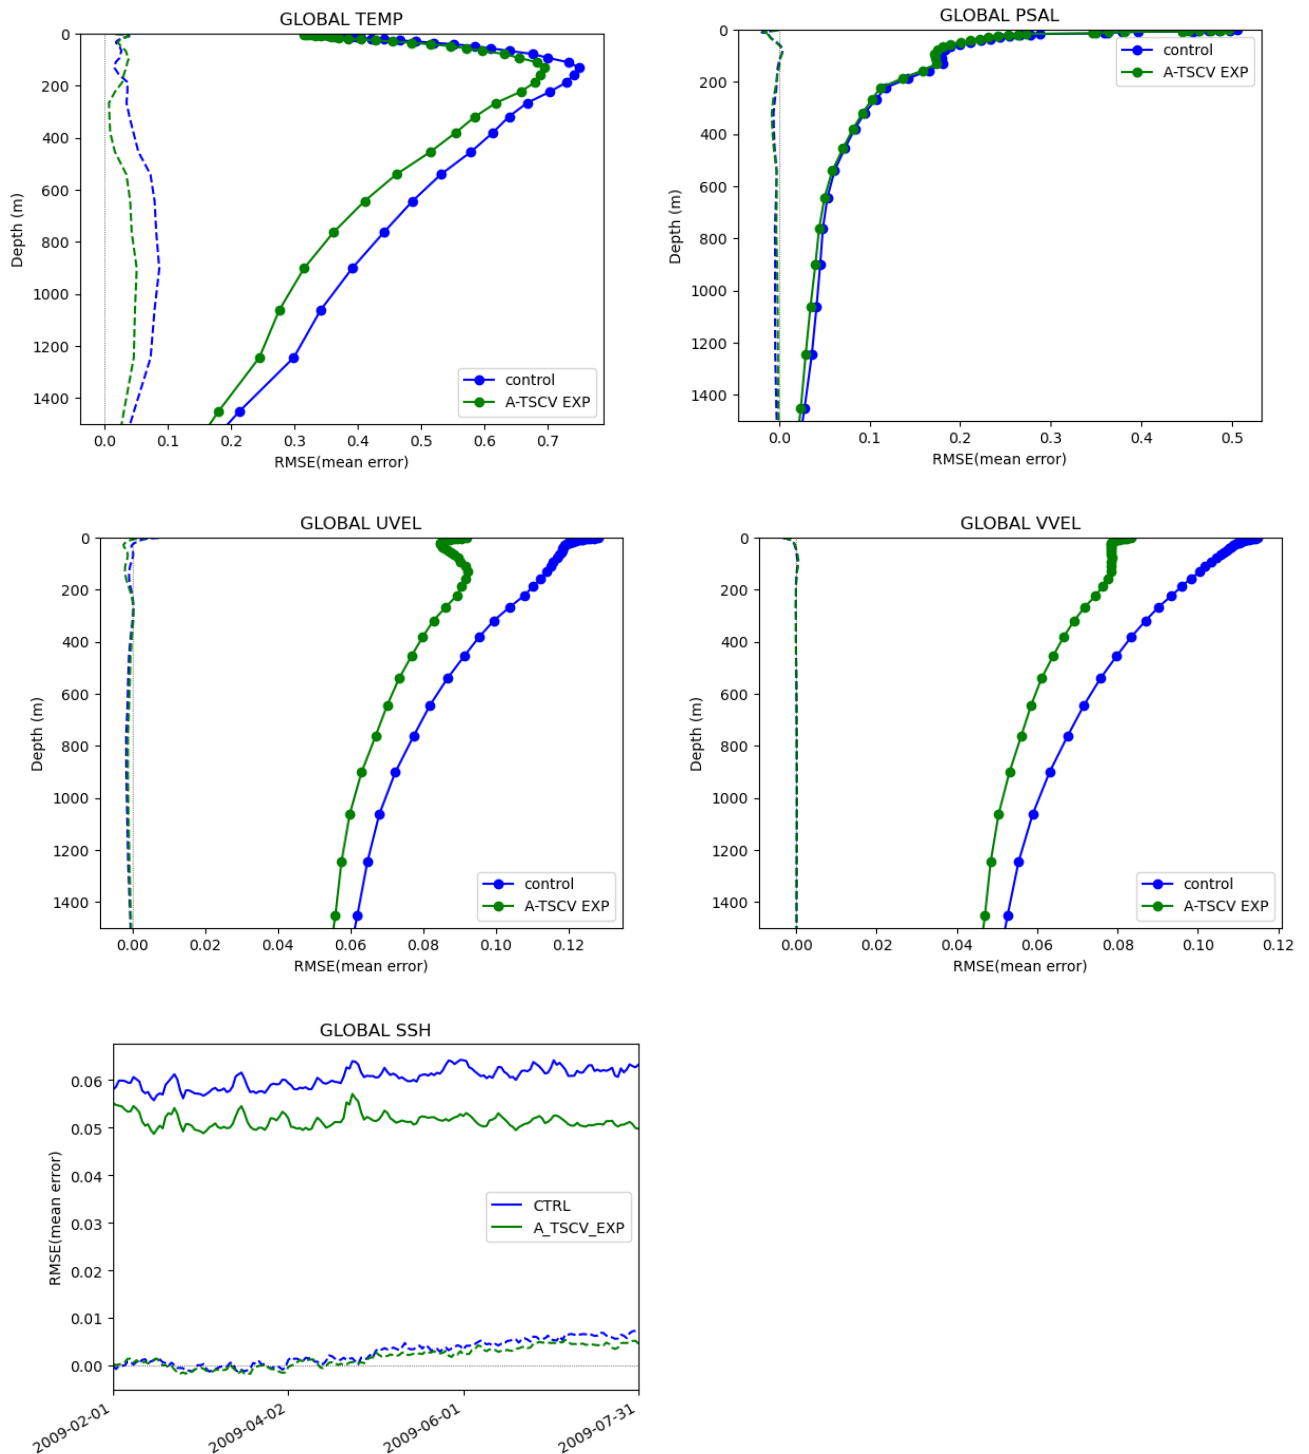 GLOBAL TEMP
0
200
400
600
800
1000
1200
1400
Depth (m)
control
A-TSCV EXP
0.0 0.1 0.2 0.3 0.4 0.5 0.6 0.7
RMSE(mean error)
GLOBAL PSAL
0
200
400
600
800
1000
1200
1400
Depth (m)
control
A-TSCV EXP
0.0 0.1 0.2 0.3 0.4 0.5
RMSE(mean error)
GLOBAL UVEL
0
200
400
600
800
1000
1200
1400
Depth (m)
control
A-TSCV EXP
0.00 0.02 0.04 0.06 0.08 0.10 0.12
RMSE(mean error)
GLOBAL VVEL
0
200
400
600
800
1000
1200
1400
Depth (m)
control
A-TSCV EXP
0.00 0.02 0.04 0.06 0.08 0.10 0.12
RMSE(mean error)
GLOBAL SSH
0.06
0.05
0.04
0.03
0.02
0.01
0.00
RMSE(mean error)
CTRL
A_TSCV_EXP
2009-02-01 2009-04-02 2009-06-01 2009-07-31